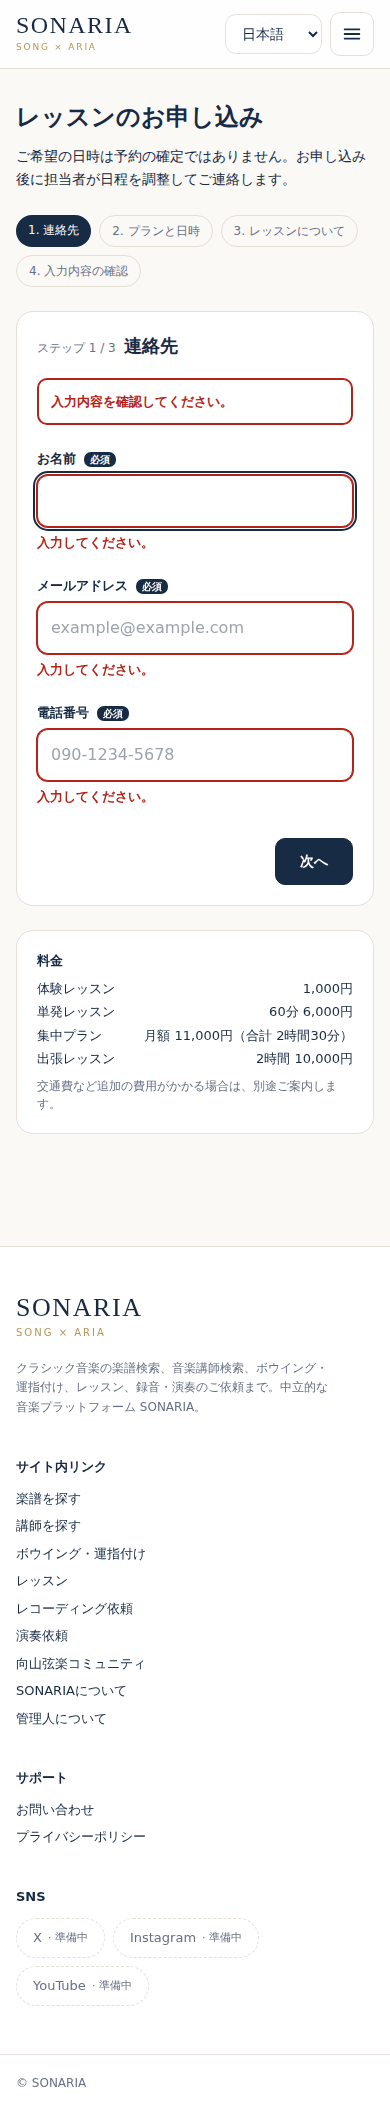 SONARIA
SONG × ARIA
日本語
レッスンのお申し込み
ご希望の日時は予約の確定ではありません。お申し込み
後に担当者が日程を調整してご連絡します。
1. 連絡先
2. プランと日時
3. レッスンについて
4. 入力内容の確認
ステップ 1 / 3 連絡先
入力内容を確認してください。
お名前 必須
入力してください。
メールアドレス 必須
example@example.com
入力してください。
電話番号 必須
090-1234-5678
入力してください。
次へ
料金
体験レッスン 1,000円
単発レッスン 60分 6,000円
集中プラン 月額 11,000円（合計 2時間30分）
出張レッスン 2時間 10,000円
交通費など追加の費用がかかる場合は、別途ご案内しま
す。
SONARIA
SONG × ARIA
クラシック音楽の楽譜検索、音楽講師検索、ボウイング・
運指付け、レッスン、録音・演奏のご依頼まで。中立的な
音楽プラットフォーム SONARIA。
サイト内リンク
楽譜を探す
講師を探す
ボウイング・運指付け
レッスン
レコーディング依頼
演奏依頼
向山弦楽コミュニティ
SONARIAについて
管理人について
サポート
お問い合わせ
プライバシーポリシー
SNS
X · 準備中
Instagram · 準備中
YouTube · 準備中
© SONARIA